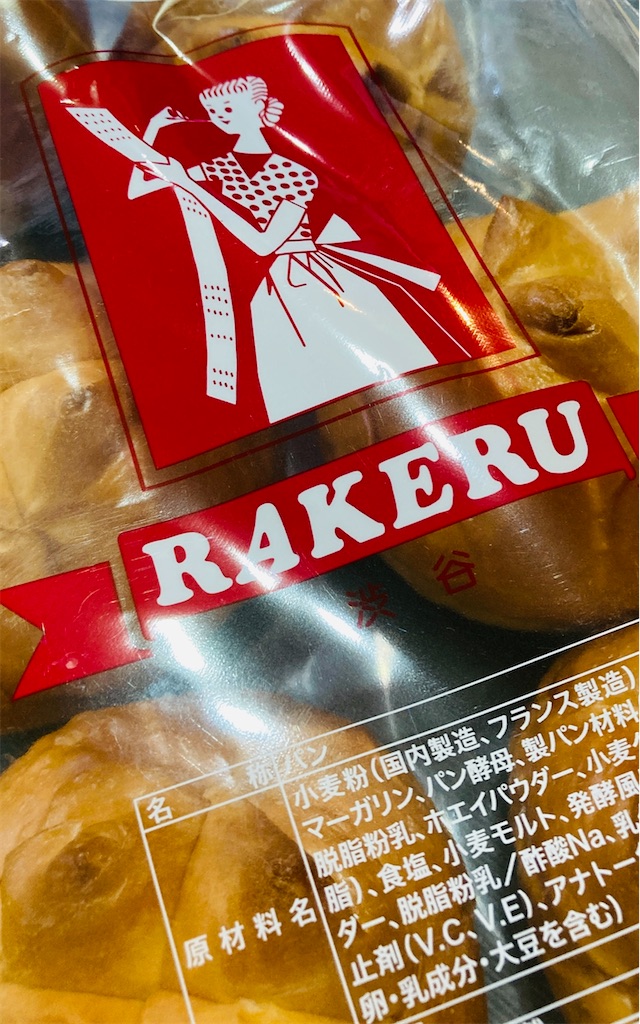 RAKERU
渋谷
名 称 パン
原材料名
小麦粉(国内製造、フランス製造)
マーガリン、パン酵母、製パン材料
脱脂粉乳、ホエイパウダー、小麦グ
脂)、食塩、小麦モルト、発酵風
ダー、脱脂粉乳/酢酸Na、乳
止剤(V.C、V.E)、アナトー
卵・乳成分・大豆を含む)